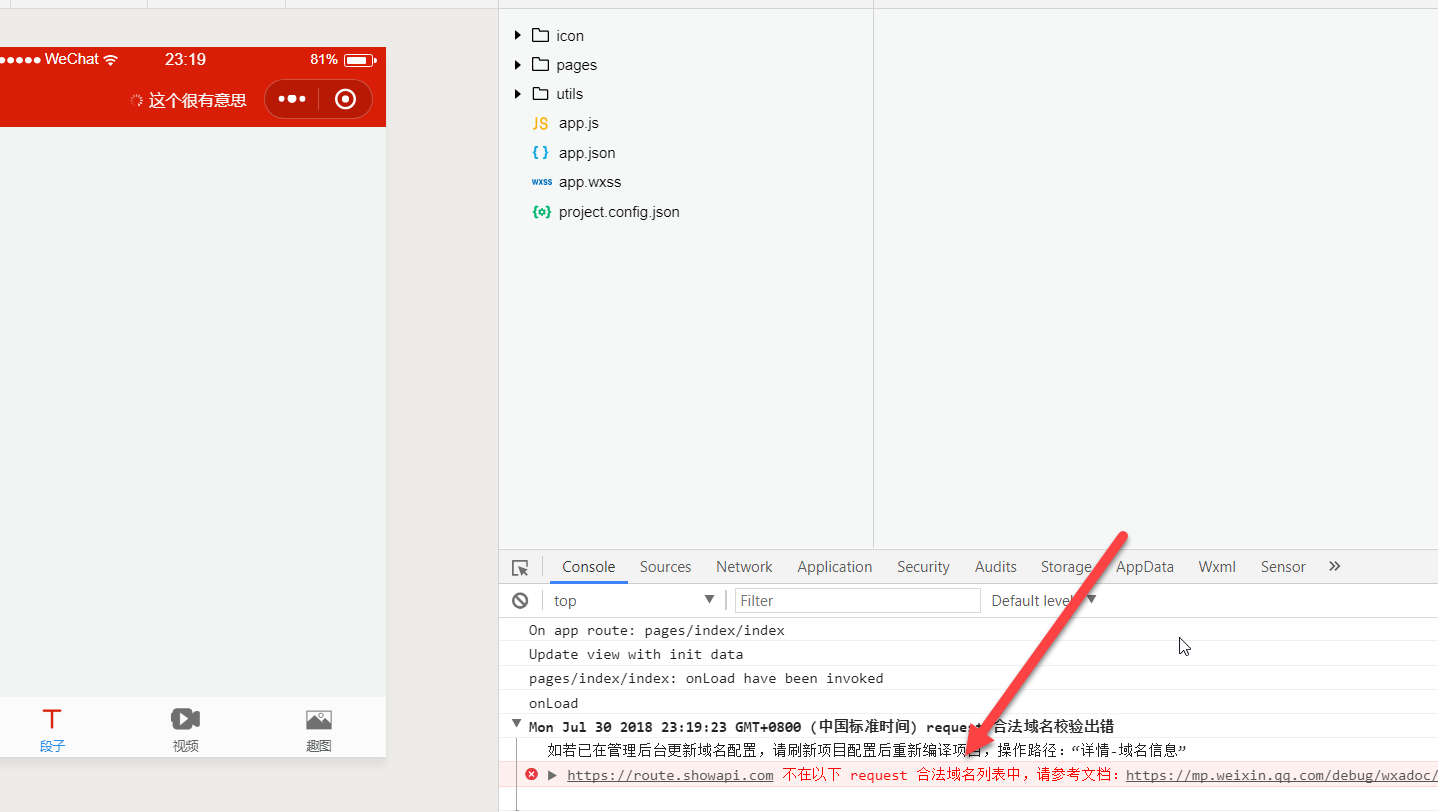 WeChat 23:19 81%
这个很有意思
icon
pages
utils
JS app.js
{ } app.json
wxss app.wxss
project.config.json
段子 视频 趣图
Console Sources Network Application Security Audits Storage AppData Wxml Sensor
top Filter Default levels
On app route: pages/index/index
Update view with init data
pages/index/index: onLoad have been invoked
onLoad
Mon Jul 30 2018 23:19:23 GMT+0800 (中国标准时间) request 合法域名校验出错
如若已在管理后台更新域名配置，请刷新项目配置后重新编译项目，操作路径：“详情-域名信息”
https://route.showapi.com 不在以下 request 合法域名列表中，请参考文档：https://mp.weixin.qq.com/debug/wxadoc/